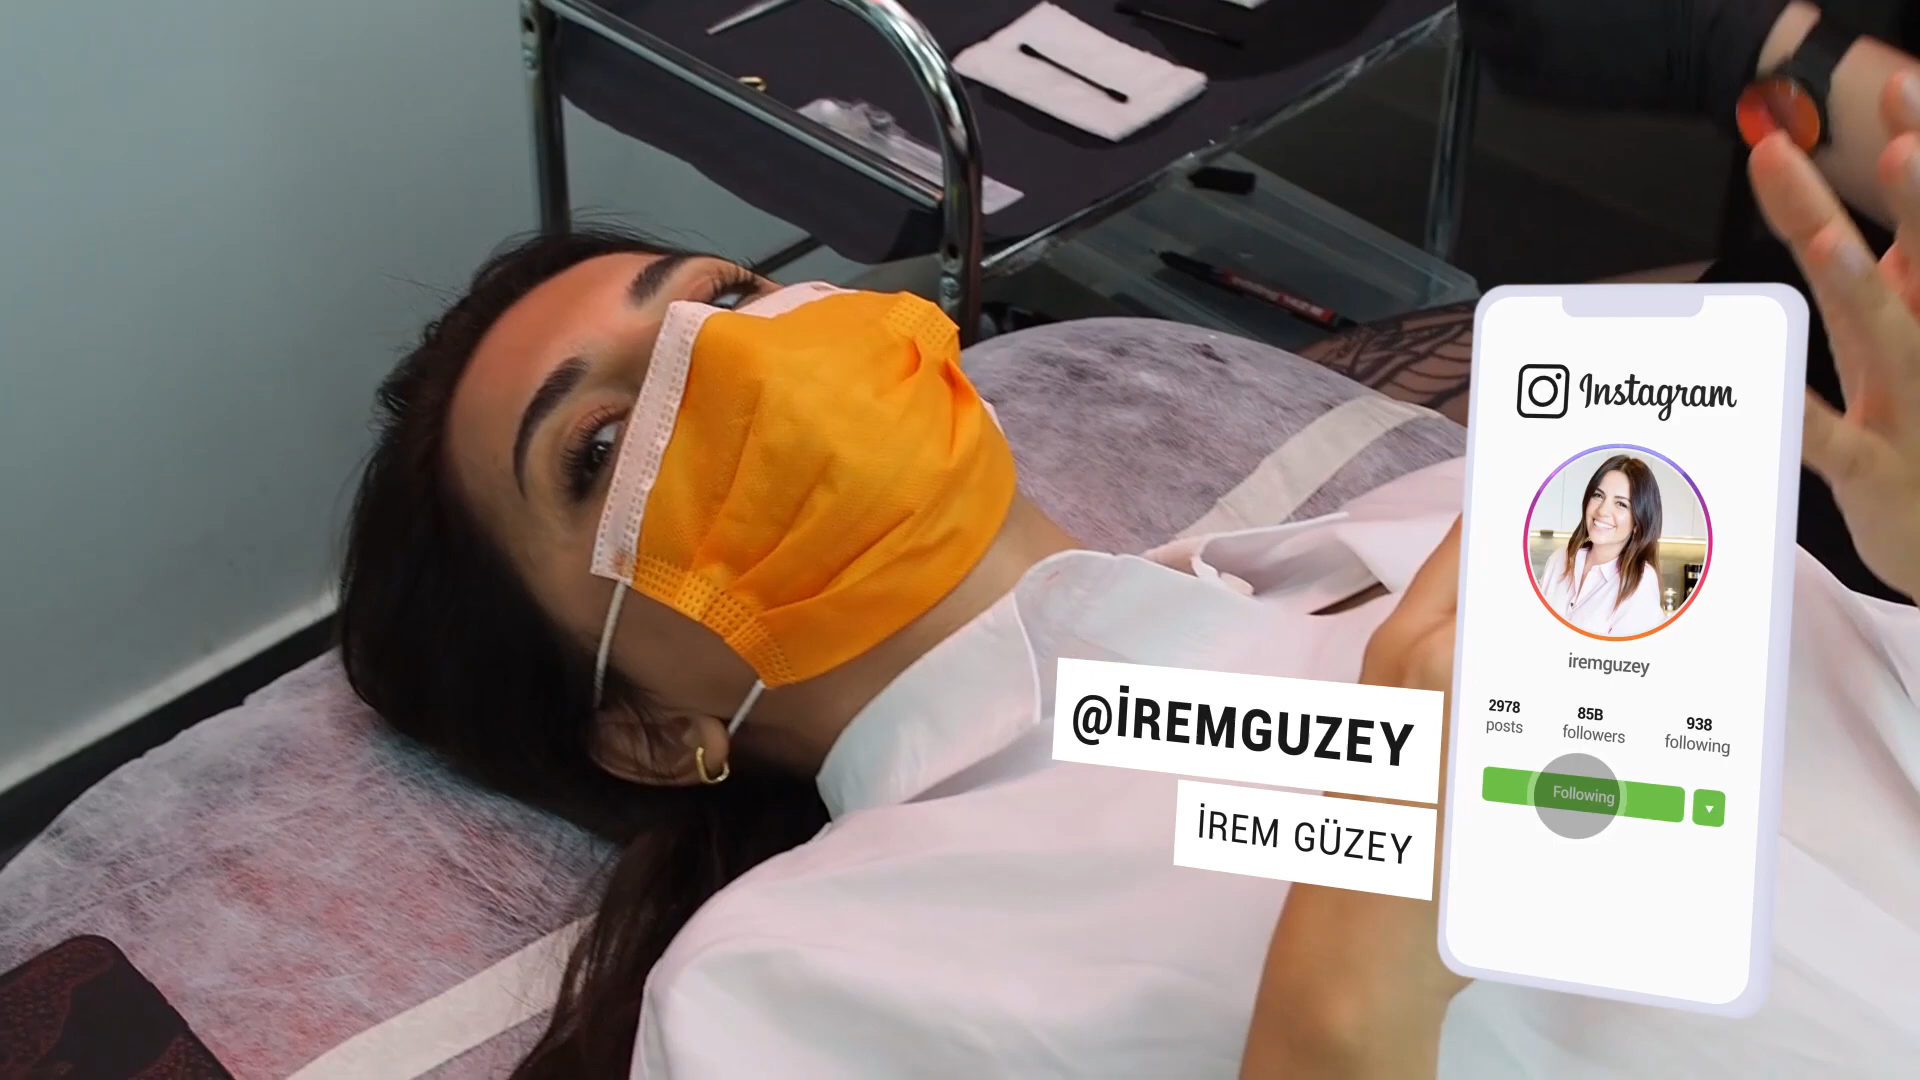 @İREMGUZEY
İREM GÜZEY
Instagram
iremguzey
2978 85B 938
posts followers following
Following